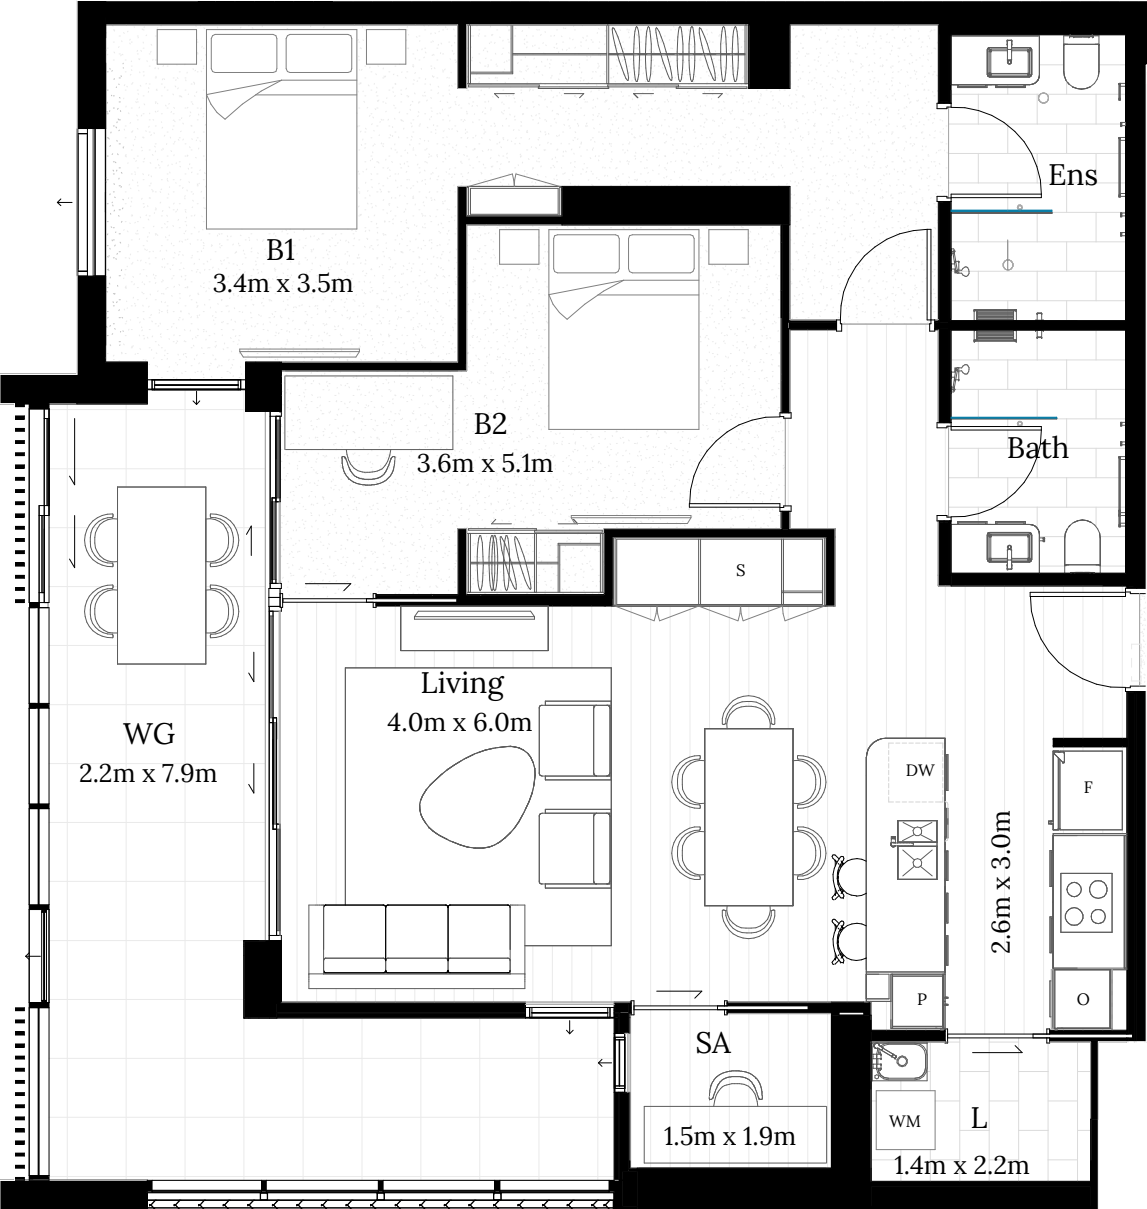 Ens
B1
3.4m x 3.5m
B2
3.6m x 5.1m
Bath
S
Living
4.0m x 6.0m
WG
2.2m x 7.9m
DW
F
2.6m x 3.0m
P
O
SA
1.5m x 1.9m
WM
L
1.4m x 2.2m